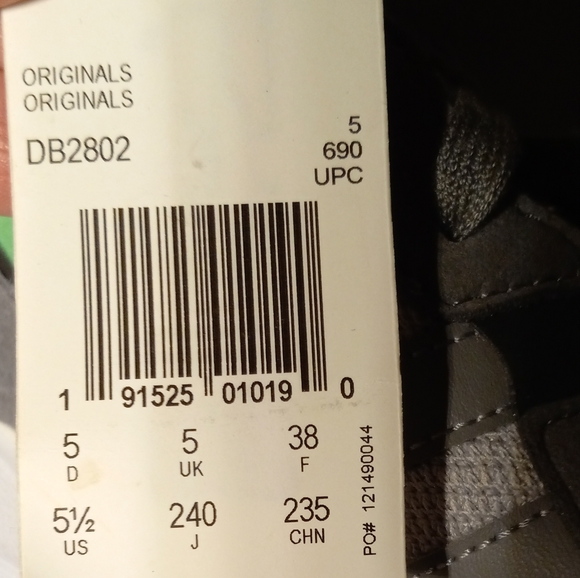 ORIGINALS
ORIGINALS
DB2802
5
690
UPC
1 91525 01019 0
5 5 38
D UK F
5½ 240 235
US J CHN
PO# 121490044